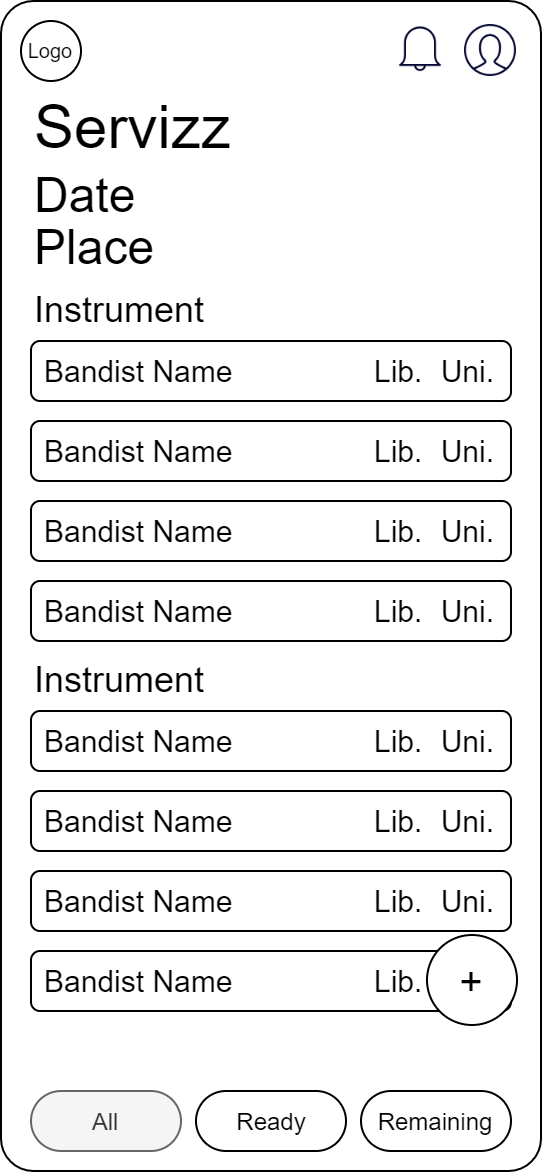 Logo
Servizz
Date
Place
Instrument
Bandist Name Lib. Uni.
Bandist Name Lib. Uni.
Bandist Name Lib. Uni.
Bandist Name Lib. Uni.
Instrument
Bandist Name Lib. Uni.
Bandist Name Lib. Uni.
Bandist Name Lib. Uni.
Bandist Name Lib. +
All Ready Remaining